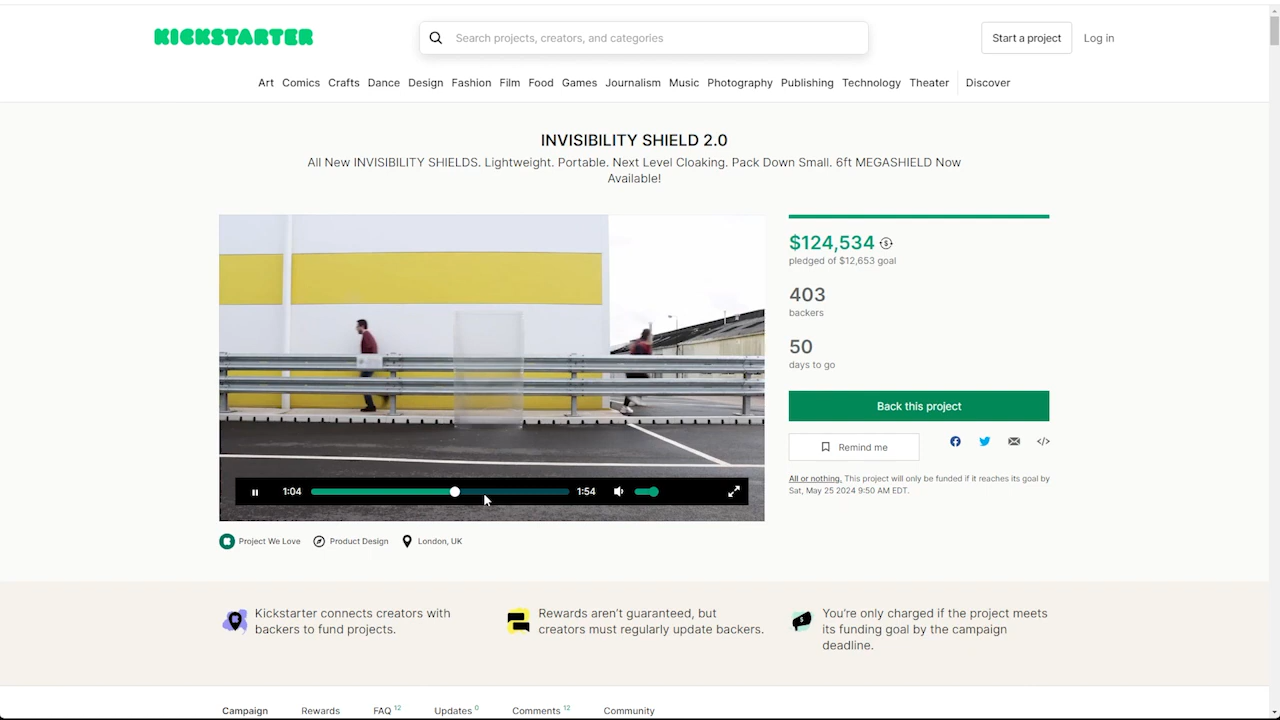 KICKSTARTER
Search projects, creators, and categories
Start a project
Log in
Art Comics Crafts Dance Design Fashion Film Food Games Journalism Music Photography Publishing Technology Theater Discover
INVISIBILITY SHIELD 2.0
All New INVISIBILITY SHIELDS. Lightweight. Portable. Next Level Cloaking. Pack Down Small. 6ft MEGASHIELD Now
Available!
$124,534
pledged of $12,653 goal
403
backers
50
days to go
Back this project
Remind me
</>
All or nothing. This project will only be funded if it reaches its goal by
Sat, May 25 2024 9:50 AM EDT.
1:04
1:54
Project We Love
Product Design
London, UK
Kickstarter connects creators with
backers to fund projects.
Rewards aren't guaranteed, but
creators must regularly update backers.
You're only charged if the project meets
its funding goal by the campaign
deadline.
Campaign Rewards FAQ 12 Updates 0 Comments 12 Community